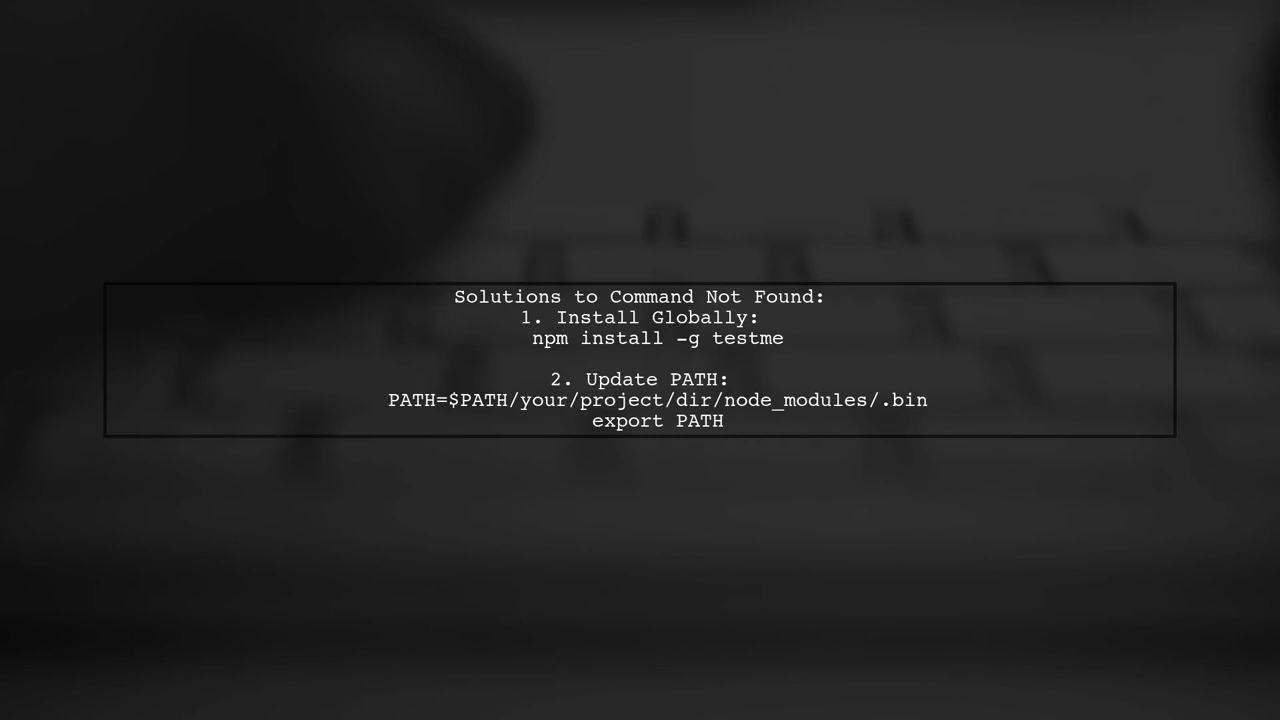 Solutions to Command Not Found:
1. Install Globally:
npm install -g testme
2. Update PATH:
PATH=$PATH/your/project/dir/node_modules/.bin
export PATH